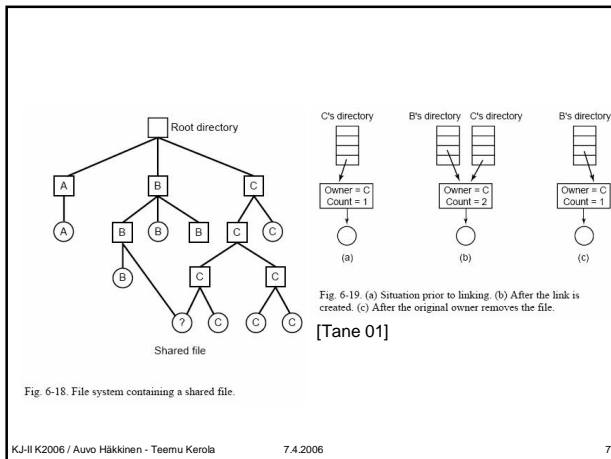 Root directory
A
B
C
A
B
B
B
C
C
B
C
C
?
C
C
C
Shared file
Fig. 6-18. File system containing a shared file.
C's directory
B's directory
C's directory
B's directory
Owner = C
Count = 1
Owner = C
Count = 2
Owner = C
Count = 1
(a)
(b)
(c)
Fig. 6-19. (a) Situation prior to linking. (b) After the link is
created. (c) After the original owner removes the file.
[Tane 01]
KJ-II K2006 / Auvo Häkkinen - Teemu Kerola
7.4.2006
7